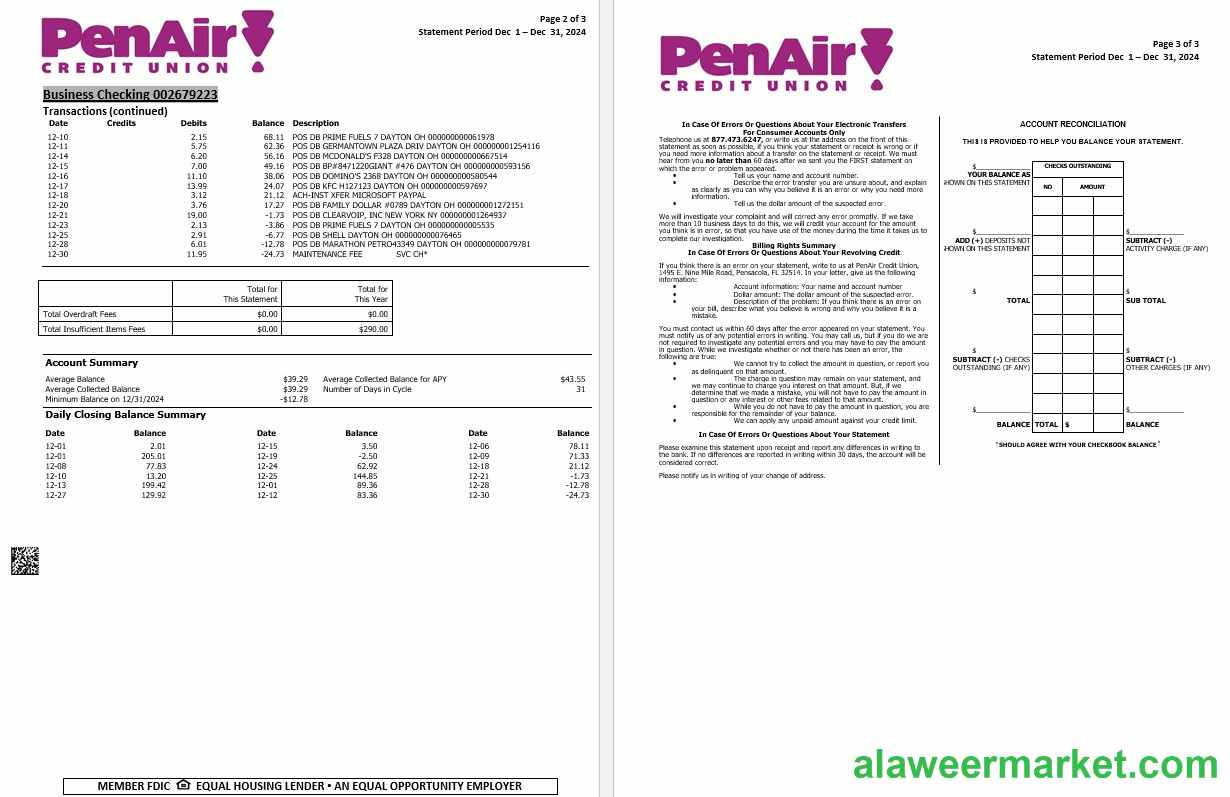 PenAir
CREDIT UNION
Page 2 of 3
Statement Period Dec 1 – Dec 31, 2024
Business Checking 002679223
Transactions (continued)
Date Credits Debits Balance Description
12-10 2.15 68.11 POS DB PRIME FUELS 7 DAYTON OH 000000000061978
12-11 5.75 62.36 POS DB GERMANTOWN PLAZA DRIV DAYTON OH 0000000001254116
12-14 6.20 56.16 POS DB MCDONALD'S F328 DAYTON OH 000000000667514
12-15 7.00 49.16 POS DB BP#8471220GIANT #476 DAYTON OH 000000000593156
12-16 11.10 38.06 POS DB DOMINO'S 2368 DAYTON OH 000000000580544
12-17 13.99 24.07 POS DB KFC H127123 DAYTON OH 000000000597697
12-18 3.12 21.12 ACH-INST XFER MICROSOFT PAYPAL
12-20 3.76 17.27 POS DB FAMILY DOLLAR #0789 DAYTON OH 0000000001272151
12-21 19.00 -1.73 POS DB CLEARVOIP, INC NEW YORK NY 0000000001264937
12-23 2.13 -3.86 POS DB PRIME FUELS 7 DAYTON OH 00000000005535
12-25 2.91 -6.77 POS DB SHELL DAYTON OH 000000000076465
12-28 6.01 -12.78 POS DB MARATHON PETRO43349 DAYTON OH 000000000079781
12-30 11.95 -24.73 MAINTENANCE FEE SVC CH*
Total for Total for
This Statement This Year
Total Overdraft Fees $0.00 $0.00
Total Insufficient Items Fees $0.00 $290.00
Account Summary
Average Balance $39.29 Average Collected Balance for APY $43.55
Average Collected Balance $39.29 Number of Days in Cycle 31
Minimum Balance on 12/31/2024 -$12.78
Daily Closing Balance Summary
Date Balance Date Balance Date Balance
12-01 2.01 12-15 3.50 12-06 78.11
12-01 205.01 12-19 -2.50 12-09 71.33
12-08 77.83 12-24 62,92 12-18 21.12
12-10 13.20 12-25 144.85 12-21 -1.73
12-13 199.42 12-01 89.36 12-28 -12.78
12-27 129.92 12-12 83.36 12-30 -24.73
MEMBER FDIC EQUAL HOUSING LENDER • AN EQUAL OPPORTUNITY EMPLOYER
PenAir
CREDIT UNION
Page 3 of 3
Statement Period Dec 1 – Dec 31, 2024
In Case Of Errors Or Questions About Your Electronic Transfers
For Consumer Accounts Only
Telephone us at 877.473.6247, or write us at the address on the front of this
statement as soon as possible, if you think your statement or receipt is wrong or if
you need more information about a transfer on the statement or receipt. We must
hear from you no later than 60 days after we sent you the FIRST statement on
which the error or problem appeared.
• Tell us your name and account number.
• Describe the error transfer you are unsure about, and explain
as clearly as you can why you believe it is an error or why you need more
information.
• Tell us the dollar amount of the suspected error.
We will investigate your complaint and will correct any error promptly. If we take
more than 10 business days to do this, we will credit your account for the amount
you think is in error, so that you have use of the money during the time it takes us to
complete our investigation.
Billing Rights Summary
In Case Of Errors Or Questions About Your Revolving Credit
If you think there is an error on your statement, write to us at PenAir Credit Union,
1495 E. Nine Mile Road, Pensacola, FL 32514. In your letter, give us the following
information:
• Account information: Your name and account number
• Dollar amount: The dollar amount of the suspected error.
• Description of the problem: If you think there is an error on
your bill, describe what you believe is wrong and why you believe it is a
mistake.
You must contact us within 60 days after the error appeared on your statement. You
must notify us of any potential errors in writing. You may call us, but if you do we are
not required to investigate any potential errors and you may have to pay the amount
in question. While we investigate whether or not there has been an error, the
following are true:
• We cannot try to collect the amount in question, or report you
as delinquent on that amount.
• The charge in question may remain on your statement, and
we may continue to charge you interest on that amount. But, if we
determine that we made a mistake, you will not have to pay the amount in
question or any interest or other fees related to that amount.
• While you do not have to pay the amount in question, you are
responsible for the remainder of your balance.
• We can apply any unpaid amount against your credit limit.
In Case Of Errors Or Questions About Your Statement
Please examine this statement upon receipt and report any differences in writing to
the bank. If no differences are reported in writing within 30 days, the account will be
considered correct.
Please notify us in writing of your change of address.
ACCOUNT RECONCILIATION
THIS IS PROVIDED TO HELP YOU BALANCE YOUR STATEMENT.
$
YOUR BALANCE AS
HOWN ON THIS STATEMENT
CHECKS OUTSTANDING
NO AMOUNT
$
ADD (+) DEPOSITS NOT
HOWN ON THIS STATEMENT
$
SUBTRACT (-)
ACTIVITY CHARGE (IF ANY)
$
TOTAL
$
SUB TOTAL
$
SUBTRACT (-) CHECKS
OUTSTANDING (IF ANY)
$
SUBTRACT (-)
OTHER CAHRGES (IF ANY)
$
BALANCE
TOTAL $
$
BALANCE
"SHOULD AGREE WITH YOUR CHECKBOOK BALANCE"
alaweermarket.com